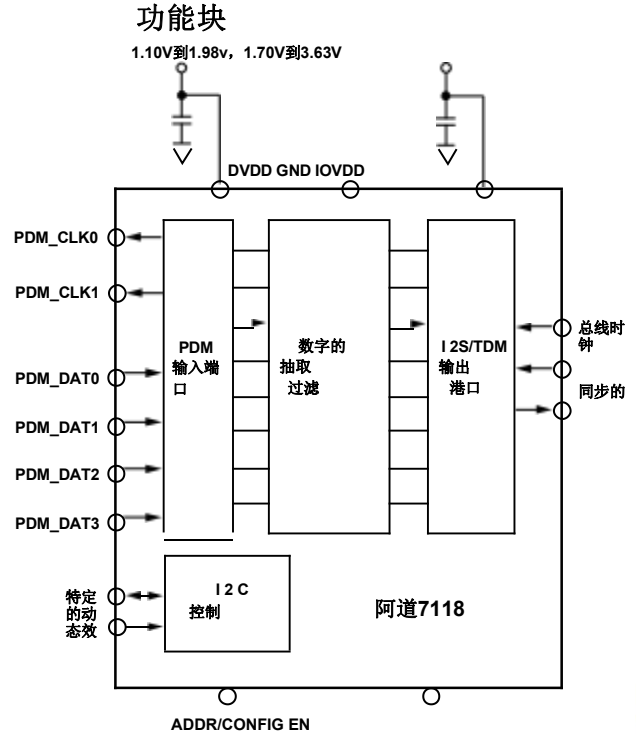 功能块
1.10V到1.98v，1.70V到3.63V
DVDD GND IOVDD
PDM_CLK0
PDM_CLK1
PDM_DAT0
PDM_DAT1
PDM_DAT2
PDM_DAT3
PDM
输入端
口
数字的
抽取
过滤
I 2S/TDM
输出
港口
总线时
钟
同步的
特定
的动
态效
I 2 C
控制
阿道7118
ADDR/CONFIG EN